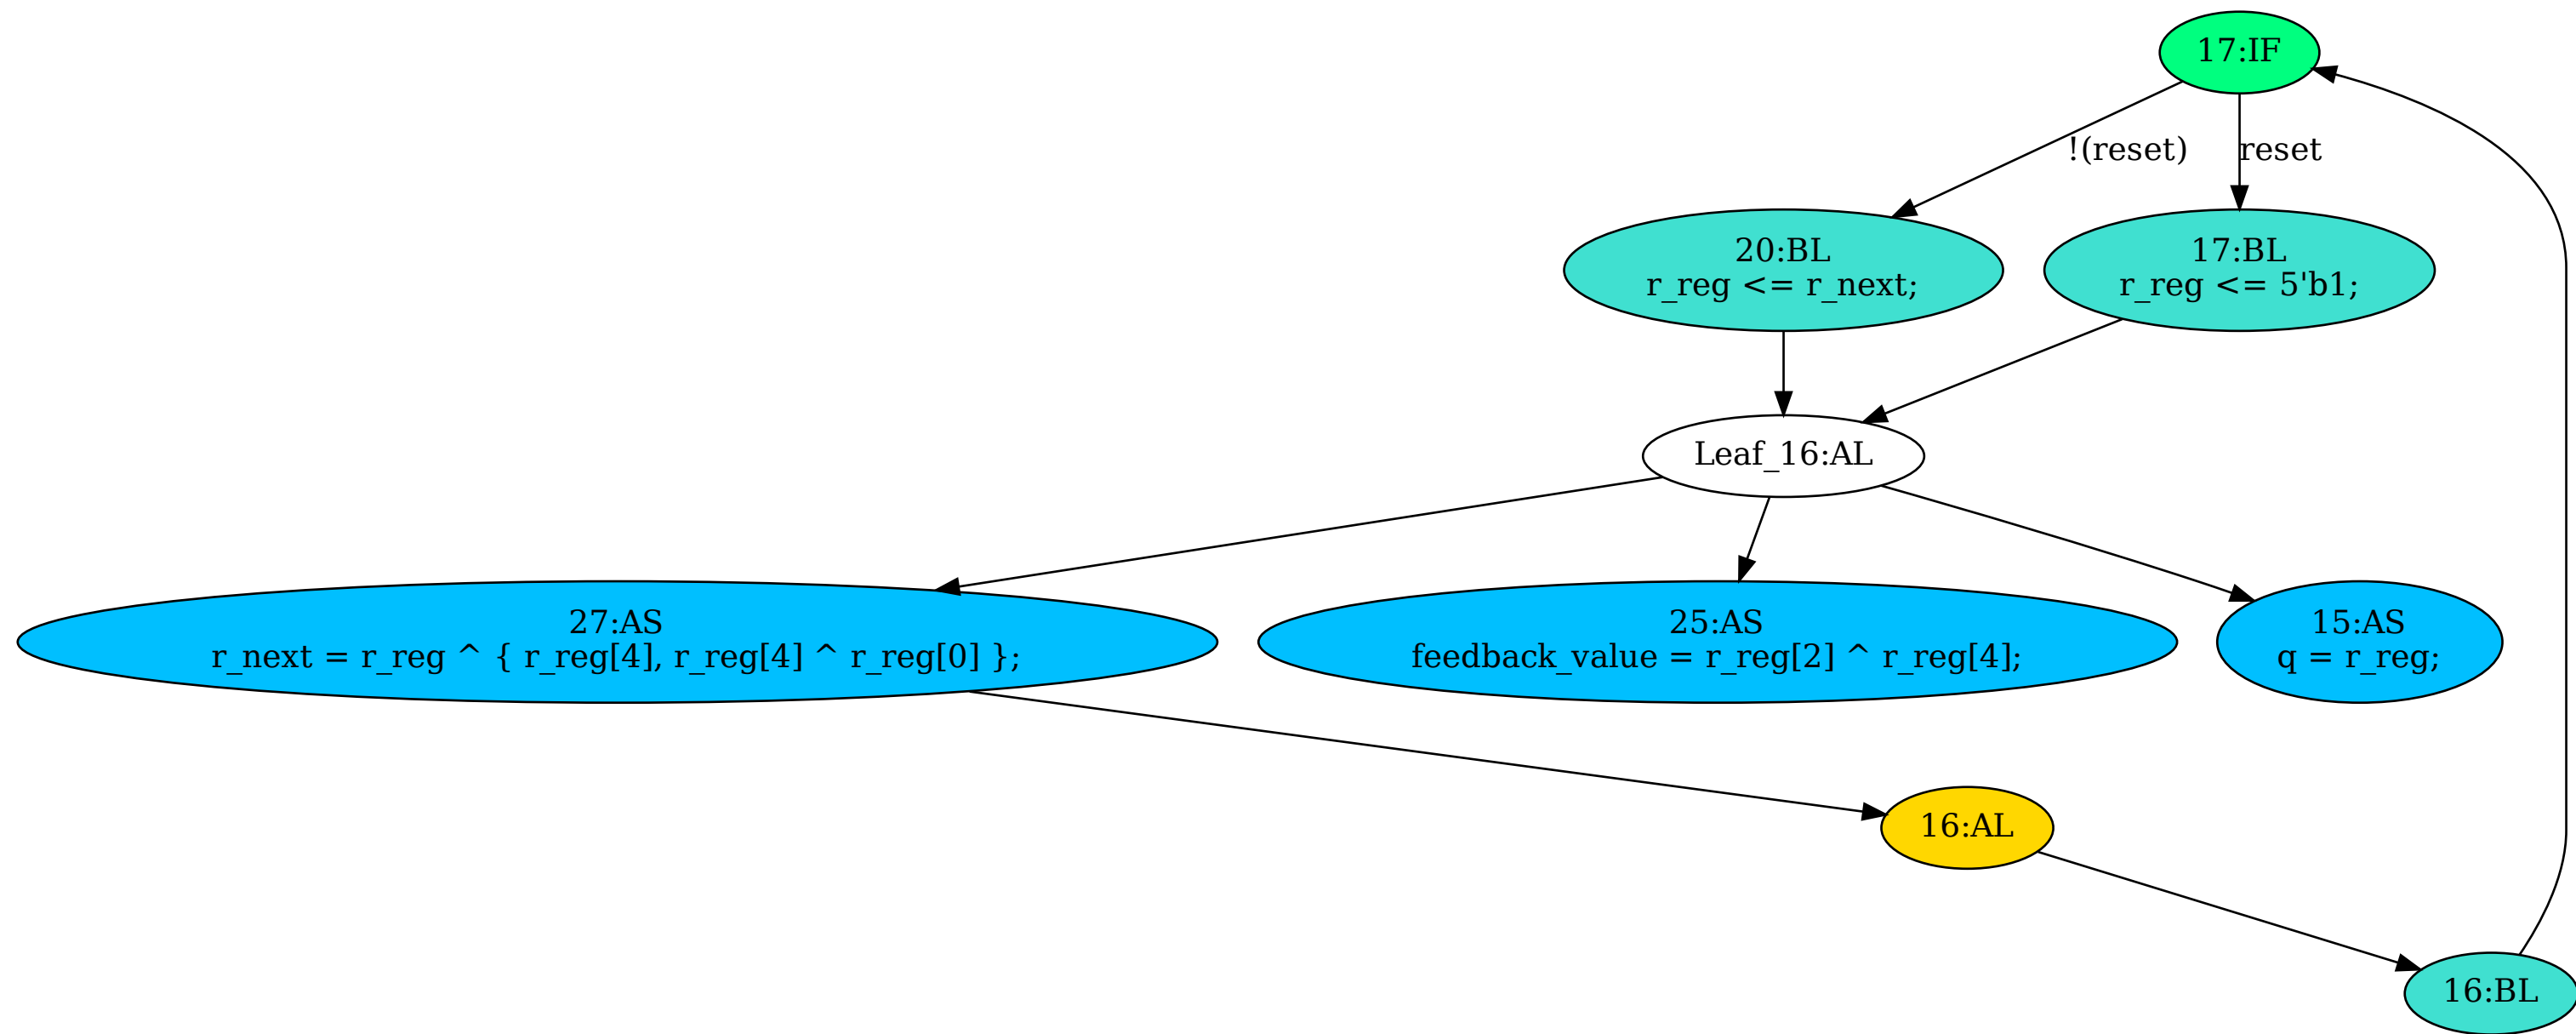 17:IF
!(reset)
reset
20:BL
r_reg <= r_next;
17:BL
r_reg <= 5'b1;
Leaf_16:AL
27:AS
r_next = r_reg ^ { r_reg[4], r_reg[4] ^ r_reg[0] };
25:AS
feedback_value = r_reg[2] ^ r_reg[4];
15:AS
q = r_reg;
16:AL
16:BL